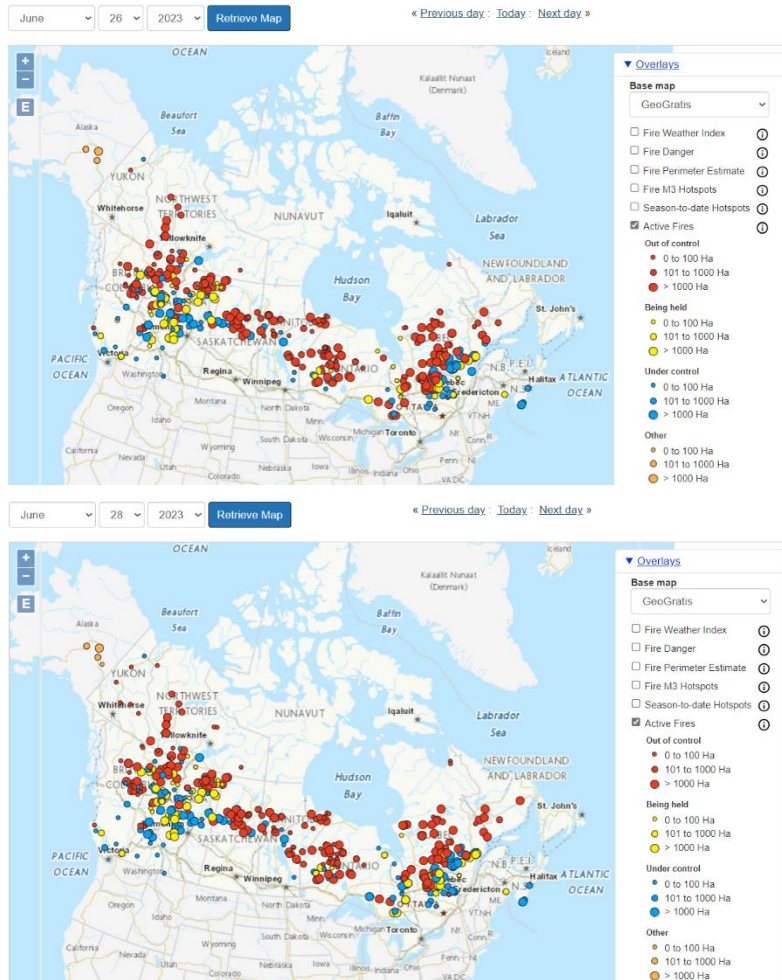 June 26 2023 Retrieve Map « Previous day : Today : Next day »
OCEAN
Iceland
Kalaallit Nunaat
(Denmark)
Beaufort
Sea
Baffin
Bay
Alaska
YUKON
Whitehorse
NORTHWEST
TERRITORIES
NUNAVUT
Iqaluit
Labrador
Sea
NEWFOUNDLAND
AND LABRADOR
Hudson
Bay
St. John's
SASKATCHEWAN
ONTARIO
PACIFIC
OCEAN
Victoria
Washington
Regina
Winnipeg
OTTAWA
N.B. P.E.I.
Fredericton
N.S.
Halifax ATLANTIC
OCEAN
ME.
VT NH
Oregon
Idaho
Montana
North Dakota
Minn.
Michigan Toronto
NY
Conn RI
South Dakota Wisconsin
Wyoming
California
Nevada
Utah
Colorado
Nebraska Iowa Illinois Indiana Ohio
Penn NJ
VA DC
+
−
E
▼ Overlays
Base map
GeoGratis
Fire Weather Index
Fire Danger
Fire Perimeter Estimate
Fire M3 Hotspots
Season-to-date Hotspots
Active Fires
Out of control
0 to 100 Ha
101 to 1000 Ha
> 1000 Ha
Being held
0 to 100 Ha
101 to 1000 Ha
> 1000 Ha
Under control
0 to 100 Ha
101 to 1000 Ha
> 1000 Ha
Other
0 to 100 Ha
101 to 1000 Ha
> 1000 Ha
June 28 2023 Retrieve Map « Previous day : Today : Next day »
OCEAN
Iceland
Kalaallit Nunaat
(Denmark)
Beaufort
Sea
Baffin
Bay
Alaska
YUKON
Whitehorse
NORTHWEST
TERRITORIES
NUNAVUT
Iqaluit
Labrador
Sea
NEWFOUNDLAND
AND LABRADOR
Hudson
Bay
St. John's
SASKATCHEWAN
ONTARIO
PACIFIC
OCEAN
Victoria
Washington
Regina
Winnipeg
OTTAWA
N.B. P.E.I.
Fredericton
N.S.
Halifax ATLANTIC
OCEAN
ME.
VT NH
Oregon
Idaho
Montana
North Dakota
Minn.
Michigan Toronto
NY
Conn RI
South Dakota Wisconsin
Wyoming
California
Nevada
Utah
Colorado
Nebraska Iowa Illinois Indiana Ohio
Penn NJ
VA DC
+
−
E
▼ Overlays
Base map
GeoGratis
Fire Weather Index
Fire Danger
Fire Perimeter Estimate
Fire M3 Hotspots
Season-to-date Hotspots
Active Fires
Out of control
0 to 100 Ha
101 to 1000 Ha
> 1000 Ha
Being held
0 to 100 Ha
101 to 1000 Ha
> 1000 Ha
Under control
0 to 100 Ha
101 to 1000 Ha
> 1000 Ha
Other
0 to 100 Ha
101 to 1000 Ha
> 1000 Ha